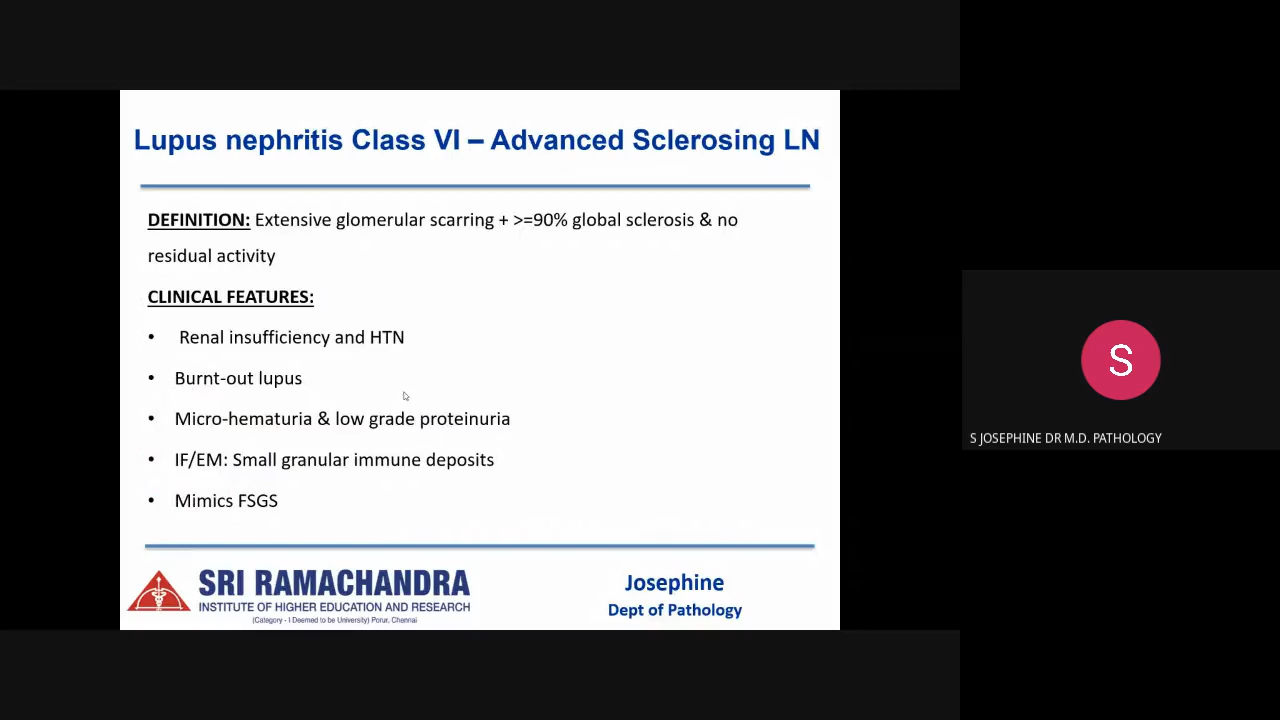 Lupus nephritis Class VI – Advanced Sclerosing LN
DEFINITION: Extensive glomerular scarring + >=90% global sclerosis & no
residual activity
CLINICAL FEATURES:
• Renal insufficiency and HTN
• Burnt-out lupus
• Micro-hematuria & low grade proteinuria
• IF/EM: Small granular immune deposits
• Mimics FSGS
SRI RAMACHANDRA
INSTITUTE OF HIGHER EDUCATION AND RESEARCH
(Category - I Deemed to be University) Porur, Chennai
Josephine
Dept of Pathology
S
S JOSEPHINE DR M.D. PATHOLOGY